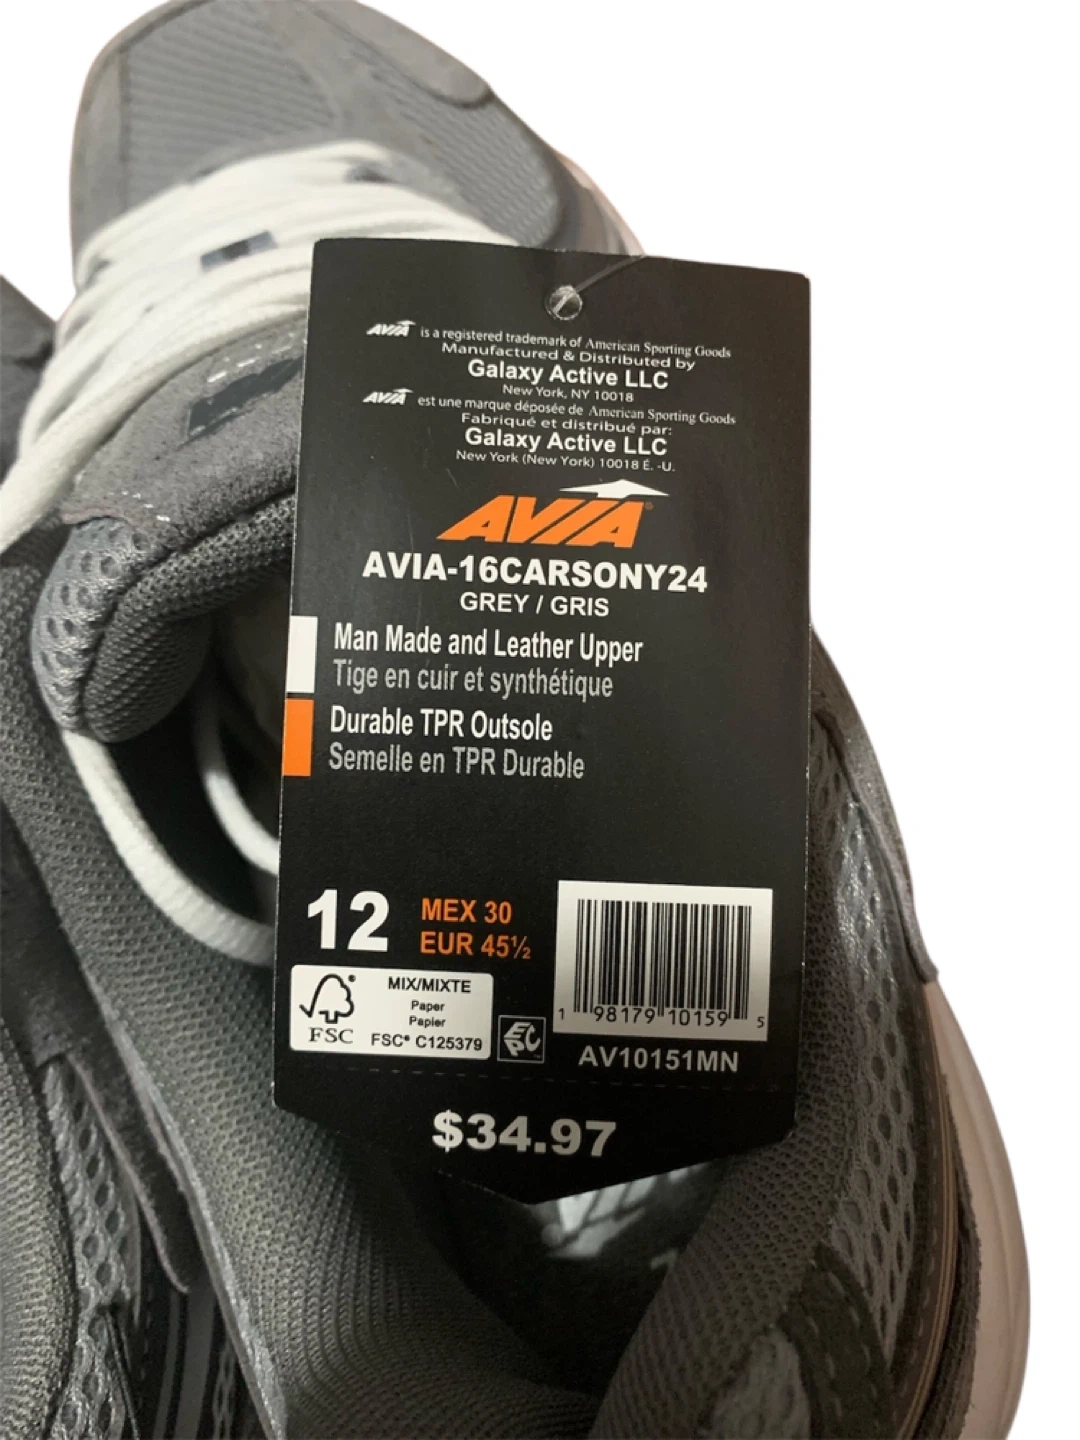 AVIA is a registered trademark of American Sporting Goods
Manufactured & Distributed by
Galaxy Active LLC
New York, NY 10018
AVIA est une marque déposée de American Sporting Goods
Fabriqué et distribué par:
Galaxy Active LLC
New York (New York) 10018 É. -U.
AVIA®
AVIA-16CARSONY24
GREY / GRIS
Man Made and Leather Upper
Tige en cuir et synthétique
Durable TPR Outsole
Semelle en TPR Durable
12
MEX 30
EUR 45½
MIX/MIXTE
Paper
Papier
FSC® C125379
FSC
EPC™
1 98179 10159 5
AV10151MN
$34.97